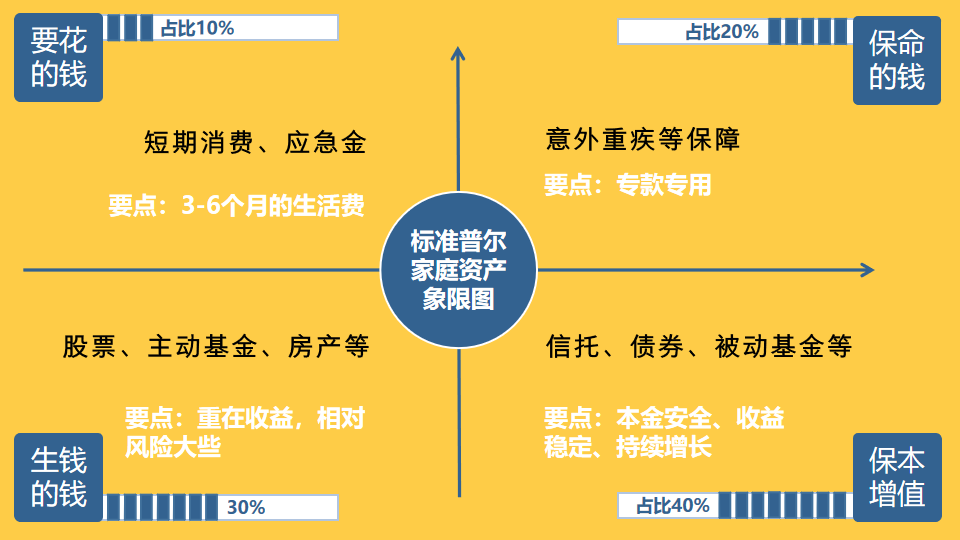 要花
的钱
占比10%
占比20%
保命
的钱
短期消费、应急金
要点：3-6个月的生活费
意外重疾等保障
要点：专款专用
标准普尔
家庭资产
象限图
股票、主动基金、房产等
要点：重在收益，相对
风险大些
信托、债券、被动基金等
要点：本金安全、收益
稳定、持续增长
生钱
的钱
30%
占比40%
保本
增值